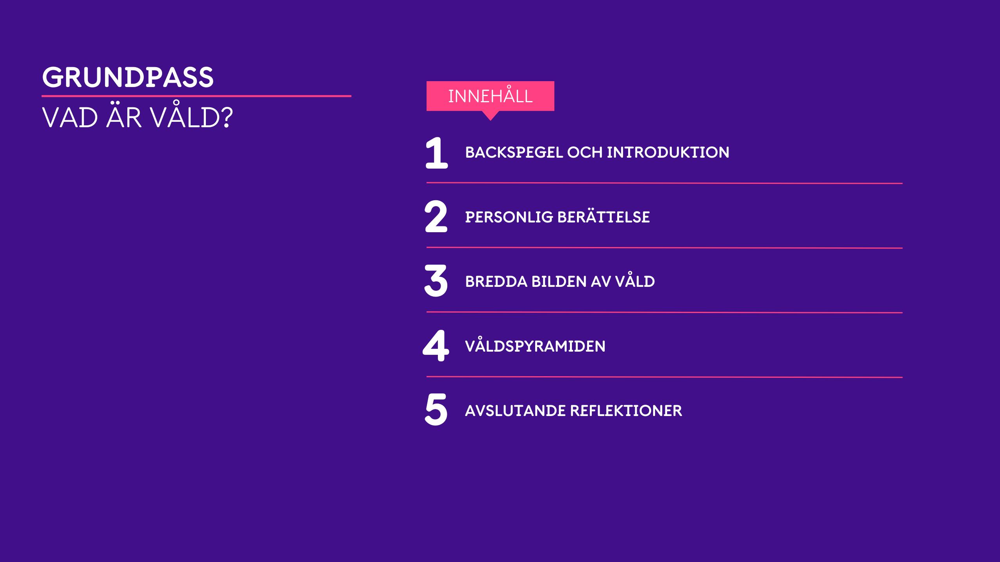 GRUNDPASS
VAD ÄR VÅLD?
INNEHÅLL
1 BACKSPEGEL OCH INTRODUKTION
2 PERSONLIG BERÄTTELSE
3 BREDDA BILDEN AV VÅLD
4 VÅLDSPYRAMIDEN
5 AVSLUTANDE REFLEKTIONER